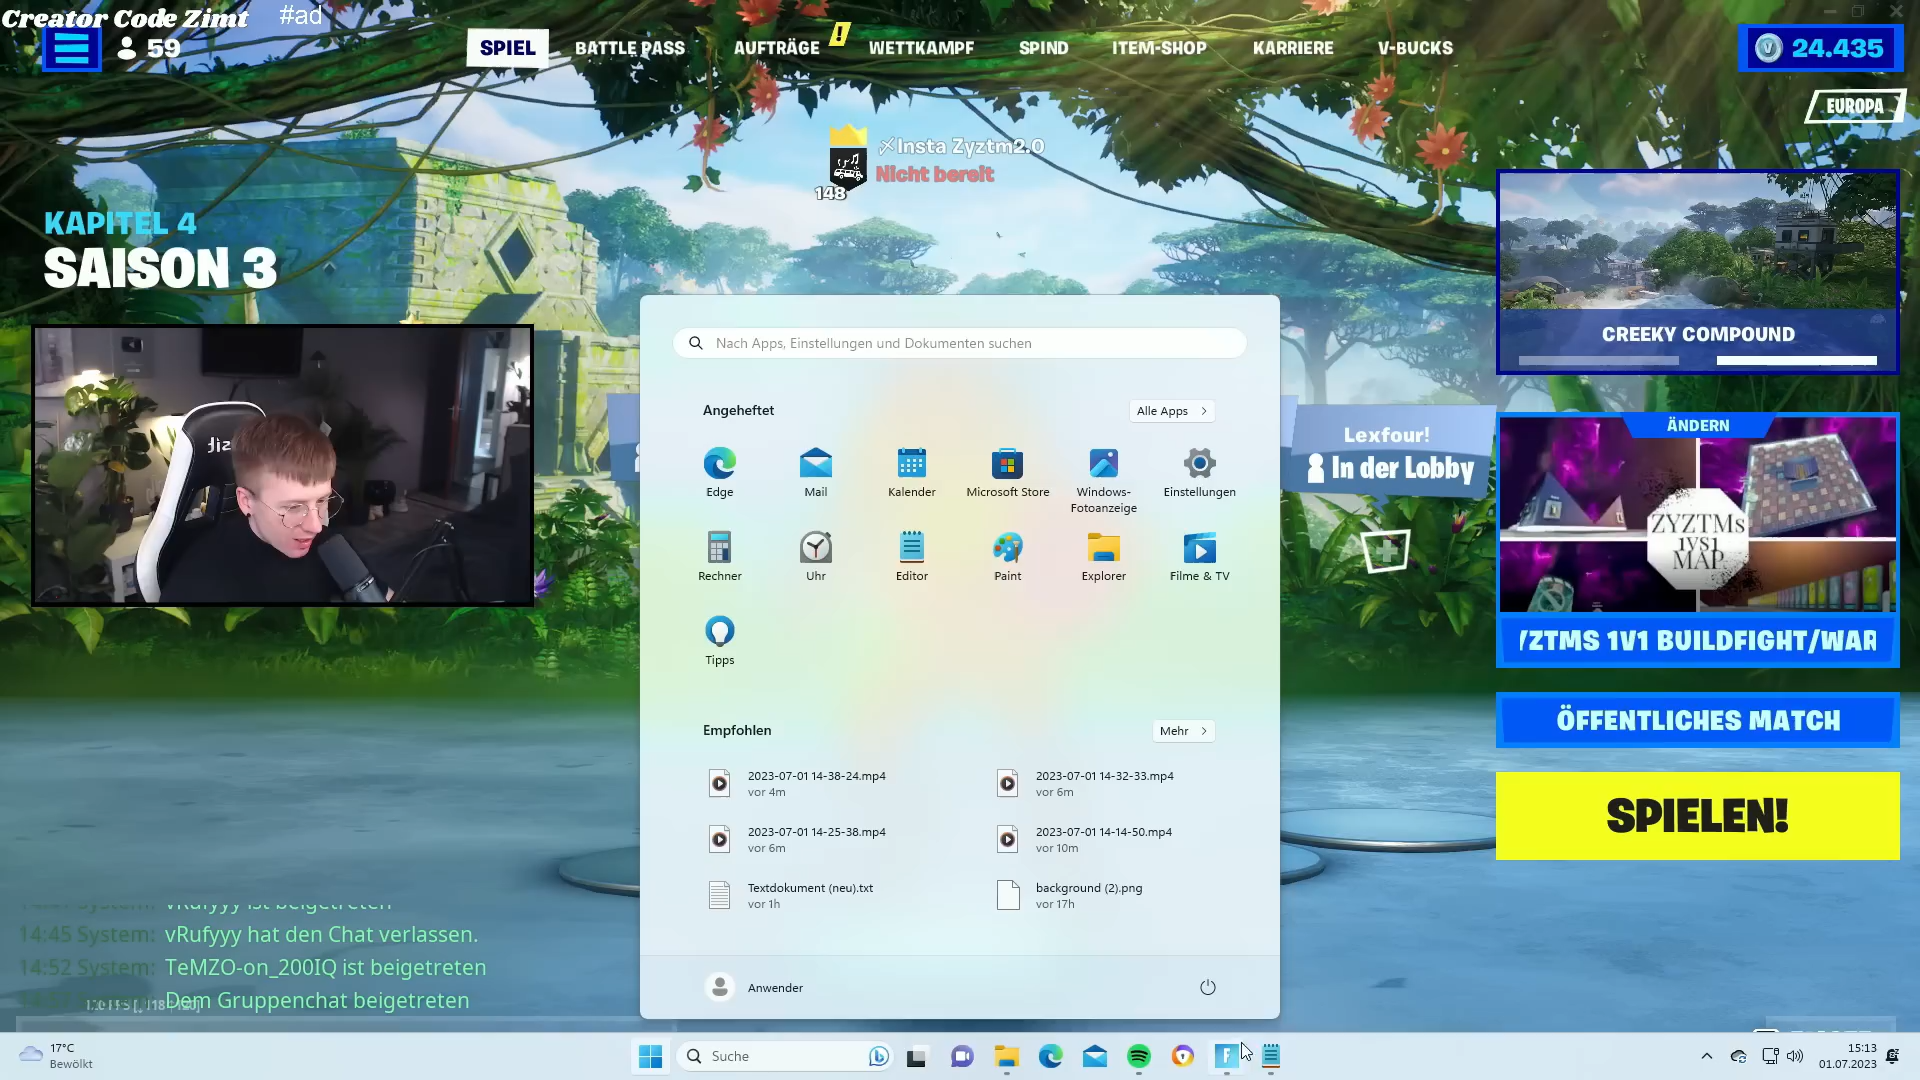 Creator Code Zimt
#ad
59
SPIEL
BATTLE PASS
AUFTRÄGE
WETTKAMPF
SPIND
ITEM-SHOP
KARRIERE
V-BUCKS
24.435
EUROPA
Insta Zyztm2.0
Nicht bereit
148
KAPITEL 4
SAISON 3
CREEKY COMPOUND
ÄNDERN
ZYZTMs
1VS1
MAP
YZTMS 1V1 BUILDFIGHT/WAR
ÖFFENTLICHES MATCH
SPIELEN!
Lexfour!
In der Lobby
Nach Apps, Einstellungen und Dokumenten suchen
Angeheftet
Alle Apps
Edge
Mail
Kalender
Microsoft Store
Windows-
Fotoanzeige
Einstellungen
Rechner
Uhr
Editor
Paint
Explorer
Filme & TV
Tipps
Empfohlen
Mehr
2023-07-01 14-38-24.mp4
vor 4m
2023-07-01 14-32-33.mp4
vor 6m
2023-07-01 14-25-38.mp4
vor 6m
2023-07-01 14-14-50.mp4
vor 10m
Textdokument (neu).txt
vor 1h
background (2).png
vor 17h
Anwender
vRufyyy ist beigetreten
14:45 System: vRufyyy hat den Chat verlassen.
14:52 System: TeMZO-on_200IQ ist beigetreten
Dem Gruppenchat beigetreten
17°C
Bewölkt
Suche
15:13
01.07.2023